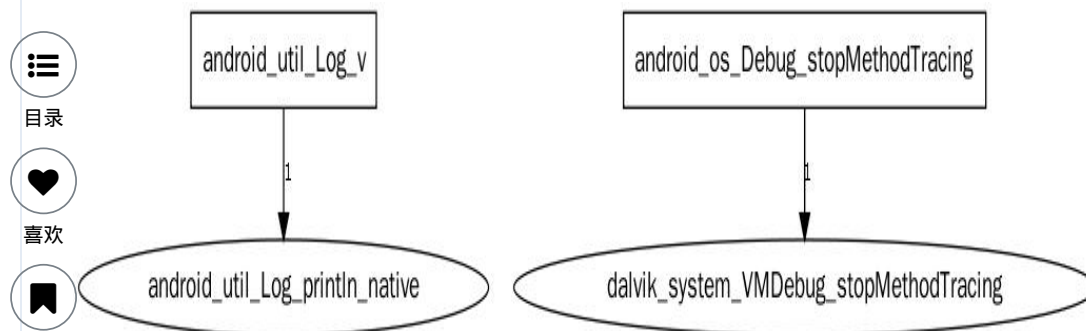 android_util_Log_v
android_os_Debug_stopMethodTracing
目录
1
1
喜欢
android_util_Log_println_native
dalvik_system_VMDebug_stopMethodTracing